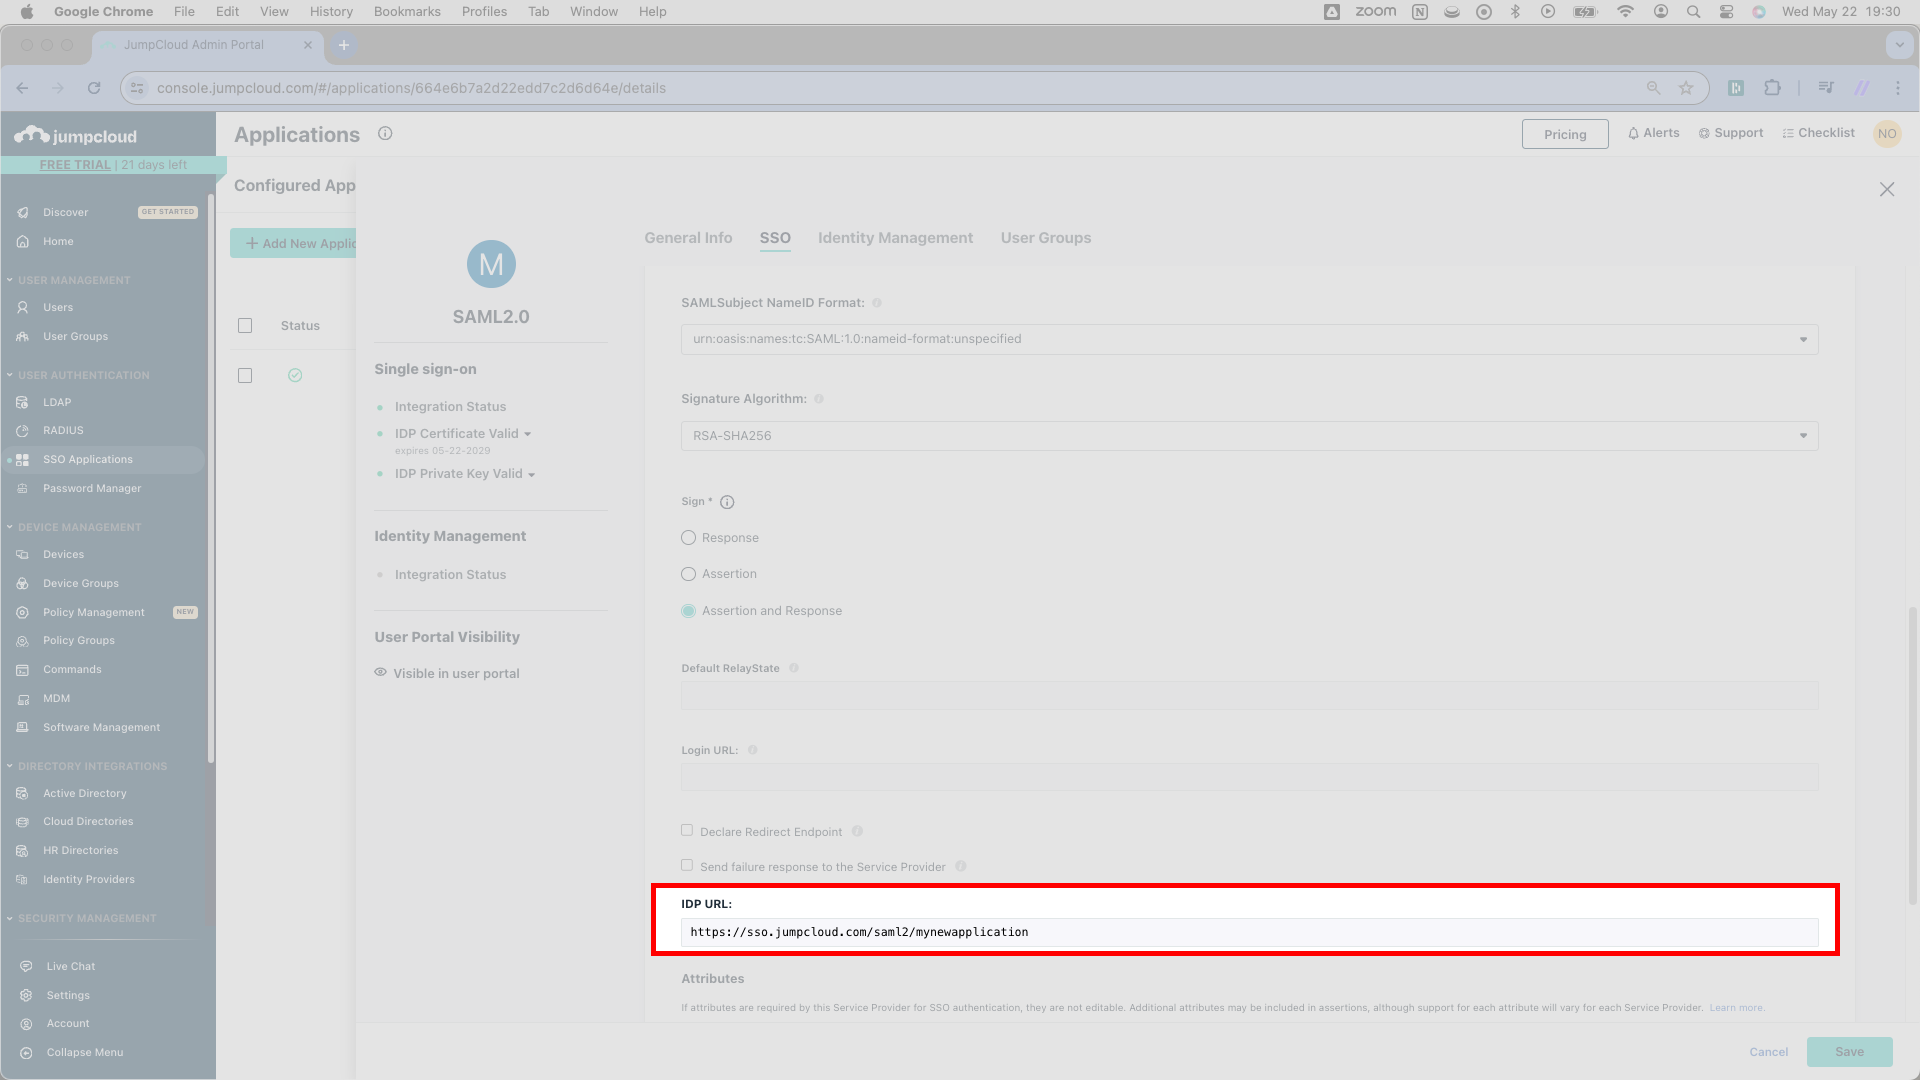 Google Chrome File Edit View History Bookmarks Profiles Tab Window Help
zoom Wed May 22 19:30
JumpCloud Admin Portal
console.jumpcloud.com/#/applications/664e6b7a2d22edd7c2d6d64e/details
jumpcloud
FREE TRIAL | 21 days left
Discover GET STARTED
Home
USER MANAGEMENT
Users
User Groups
USER AUTHENTICATION
LDAP
RADIUS
SSO Applications
Password Manager
DEVICE MANAGEMENT
Devices
Device Groups
Policy Management NEW
Policy Groups
Commands
MDM
Software Management
DIRECTORY INTEGRATIONS
Active Directory
Cloud Directories
HR Directories
Identity Providers
SECURITY MANAGEMENT
Live Chat
Settings
Account
Collapse Menu
Applications
Pricing Alerts Support Checklist NO
Configured App
+ Add New Applic
Status
M
SAML2.0
Single sign-on
Integration Status
IDP Certificate Valid
expires 05-22-2029
IDP Private Key Valid
Identity Management
Integration Status
User Portal Visibility
Visible in user portal
General Info SSO Identity Management User Groups
SAMLSubject NameID Format:
urn:oasis:names:tc:SAML:1.0:nameid-format:unspecified
Signature Algorithm:
RSA-SHA256
Sign *
Response
Assertion
Assertion and Response
Default RelayState
Login URL:
Declare Redirect Endpoint
Send failure response to the Service Provider
IDP URL:
https://sso.jumpcloud.com/saml2/mynewapplication
Attributes
If attributes are required by this Service Provider for SSO authentication, they are not editable. Additional attributes may be included in assertions, although support for each attribute will vary for each Service Provider. Learn more.
Cancel Save